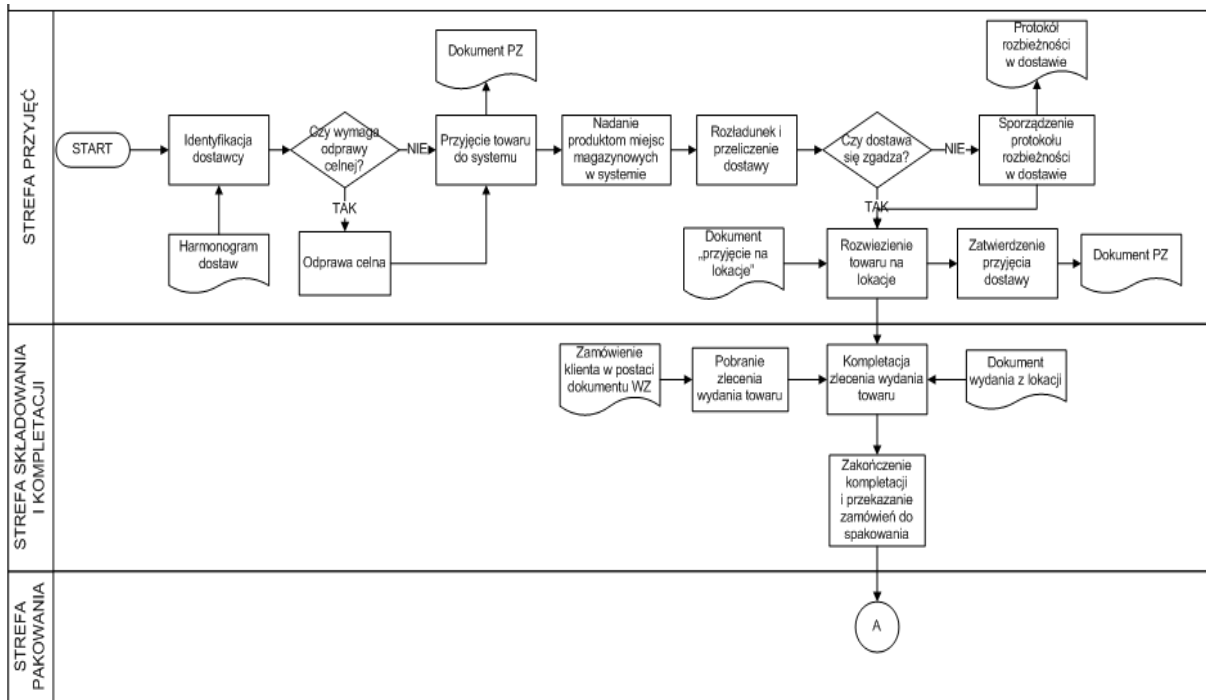 STREFA PRZYJĘĆ
START
Identyfikacja
dostawcy
Harmonogram
dostaw
Czy wymaga
odprawy
celnej?
NIE
TAK
Odprawa celna
Dokument PZ
Przyjęcie towaru
do systemu
Nadanie
produktom miejsc
magazynowych
w systemie
Rozładunek i
przeliczenie
dostawy
Czy dostawa
się zgadza?
NIE
TAK
Protokół
rozbieżności
w dostawie
Sporządzenie
protokołu
rozbieżności
w dostawie
Dokument
„przyjęcie na
lokacje"
Rozwiezienie
towaru na
lokacje
Zatwierdzenie
przyjęcia
dostawy
Dokument PZ
STREFA SKŁADOWANIA
I KOMPLETACJI
Zamówienie
klienta w postaci
dokumentu WZ
Pobranie
zlecenia
wydania towaru
Kompletacja
zlecenia wydania
towaru
Dokument
wydania z lokacji
Zakończenie
kompletacji
i przekazanie
zamówień do
spakowania
STREFA
PAKOWANIA
A